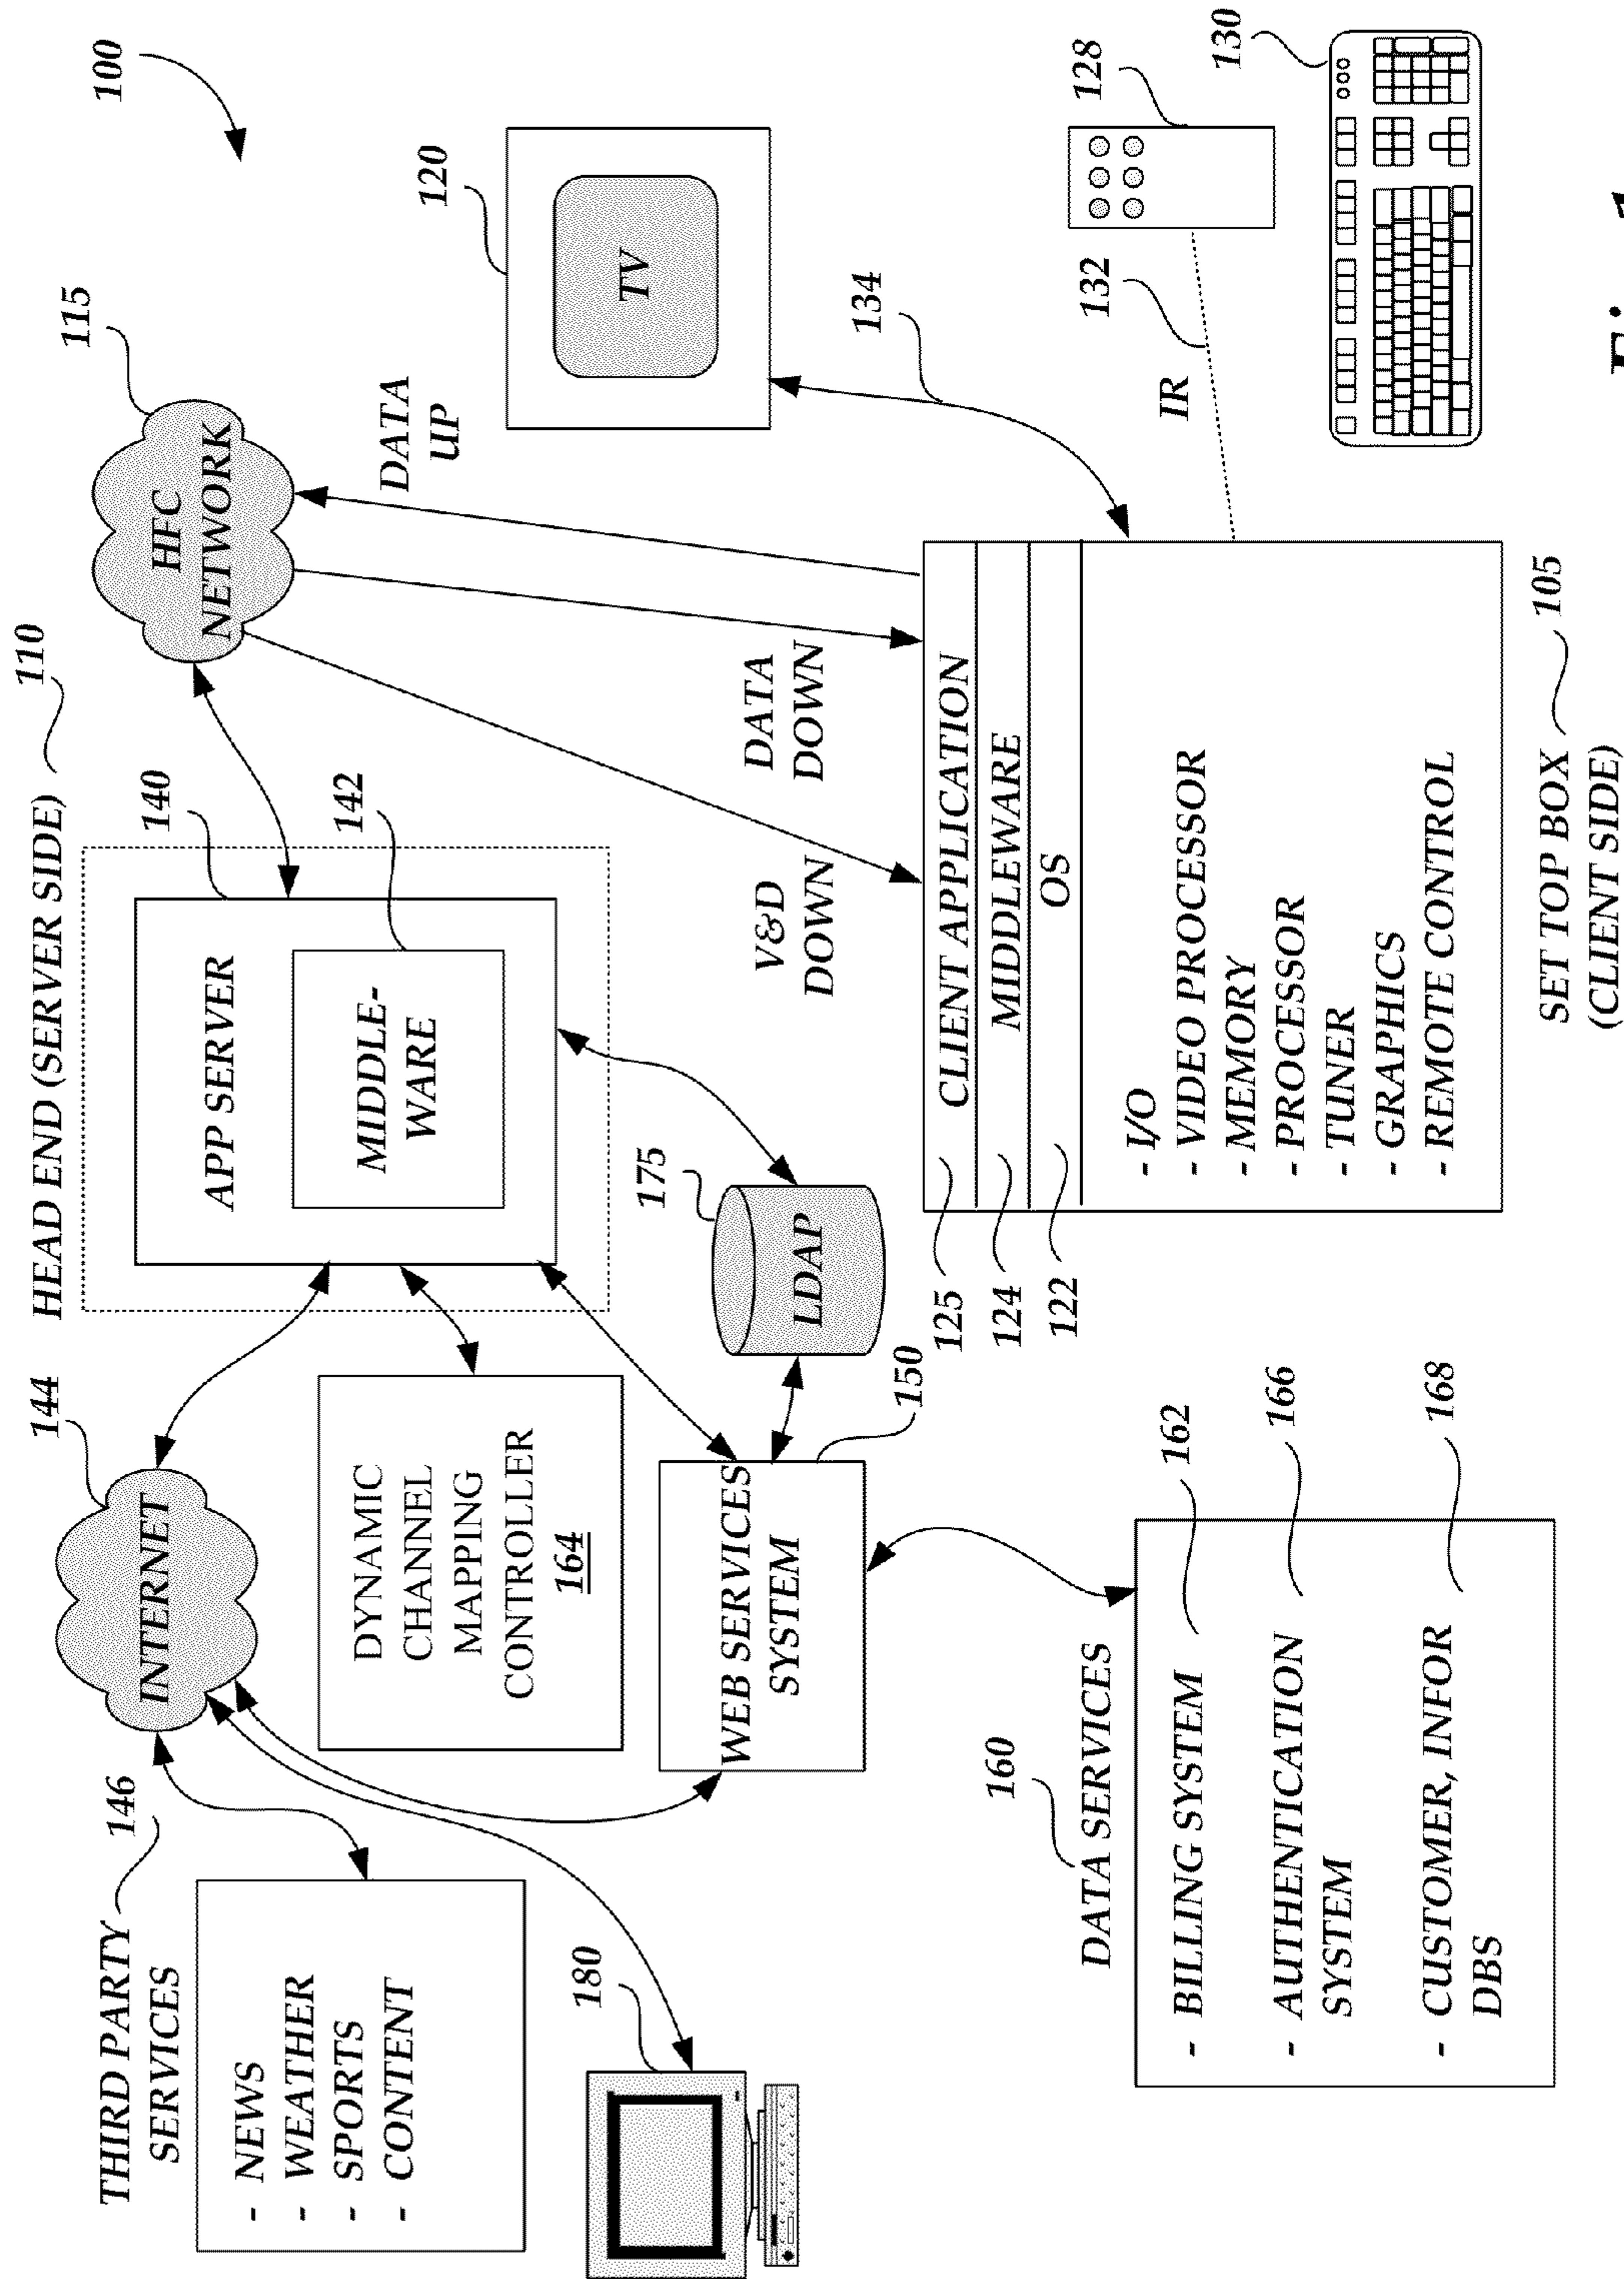 100
HEAD END (SERVER SIDE) 110
115
HFC
NETWORK
140
APP SERVER
142
MIDDLE-
WARE
144
INTERNET
THIRD PARTY 146
SERVICES
- NEWS
- WEATHER
- SPORTS
- CONTENT
DYNAMIC
CHANNEL
MAPPING
CONTROLLER
164
120
TV
DATA
UP
DATA
DOWN
V&D
DOWN
134
180
WEB SERVICES
SYSTEM
150
175
LDAP
125
CLIENT APPLICATION
124
MIDDLEWARE
122
OS
- I/O
- VIDEO PROCESSOR
- MEMORY
- PROCESSOR
- TUNER
- GRAPHICS
- REMOTE CONTROL
SET TOP BOX 105
(CLIENT SIDE)
IR
132
128
130
160
DATA SERVICES
- BILLING SYSTEM 162
- AUTHENTICATION 166
SYSTEM
- CUSTOMER, INFOR 168
DBS